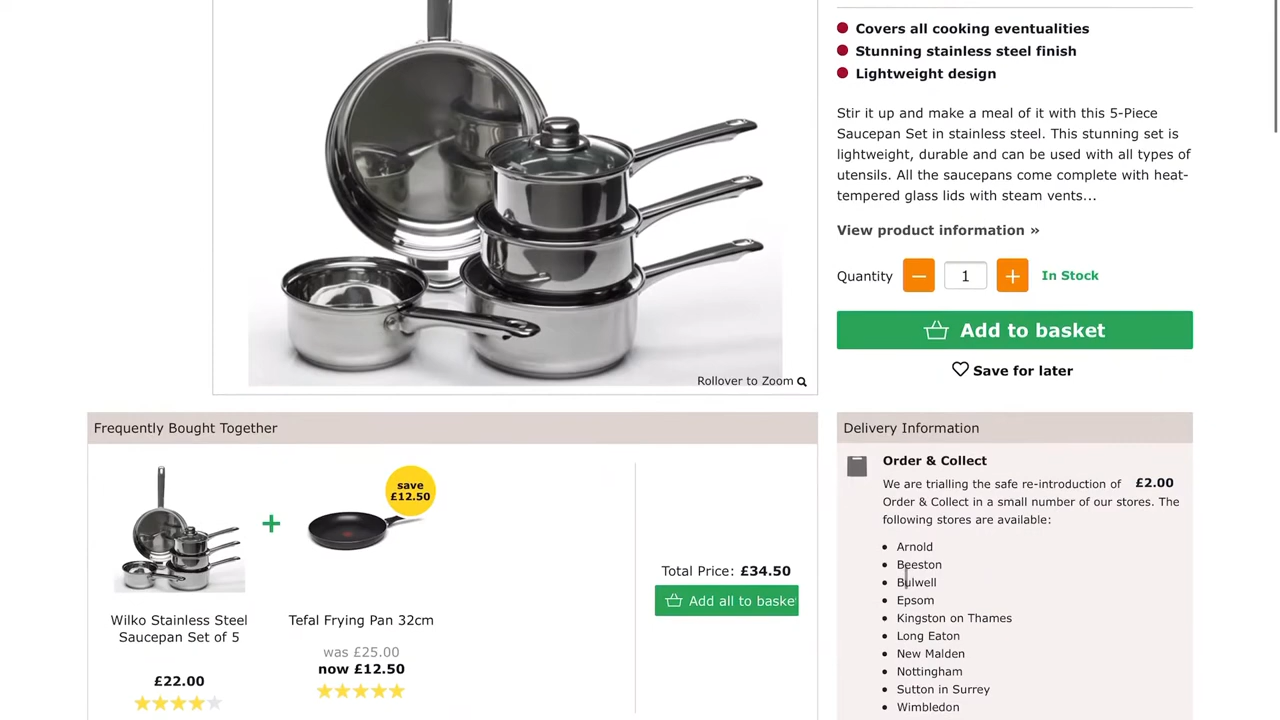 Covers all cooking eventualities
Stunning stainless steel finish
Lightweight design
Stir it up and make a meal of it with this 5-Piece
Saucepan Set in stainless steel. This stunning set is
lightweight, durable and can be used with all types of
utensils. All the saucepans come complete with heat-
tempered glass lids with steam vents...
View product information »
Quantity − 1 + In Stock
Add to basket
Save for later
Rollover to Zoom
Frequently Bought Together
save
£12.50
+
Wilko Stainless Steel
Saucepan Set of 5
£22.00
Tefal Frying Pan 32cm
was £25.00
now £12.50
Total Price: £34.50
Add all to baske
Delivery Information
Order & Collect
We are trialling the safe re-introduction of £2.00
Order & Collect in a small number of our stores. The
following stores are available:
Arnold
Beeston
Bulwell
Epsom
Kingston on Thames
Long Eaton
New Malden
Nottingham
Sutton in Surrey
Wimbledon